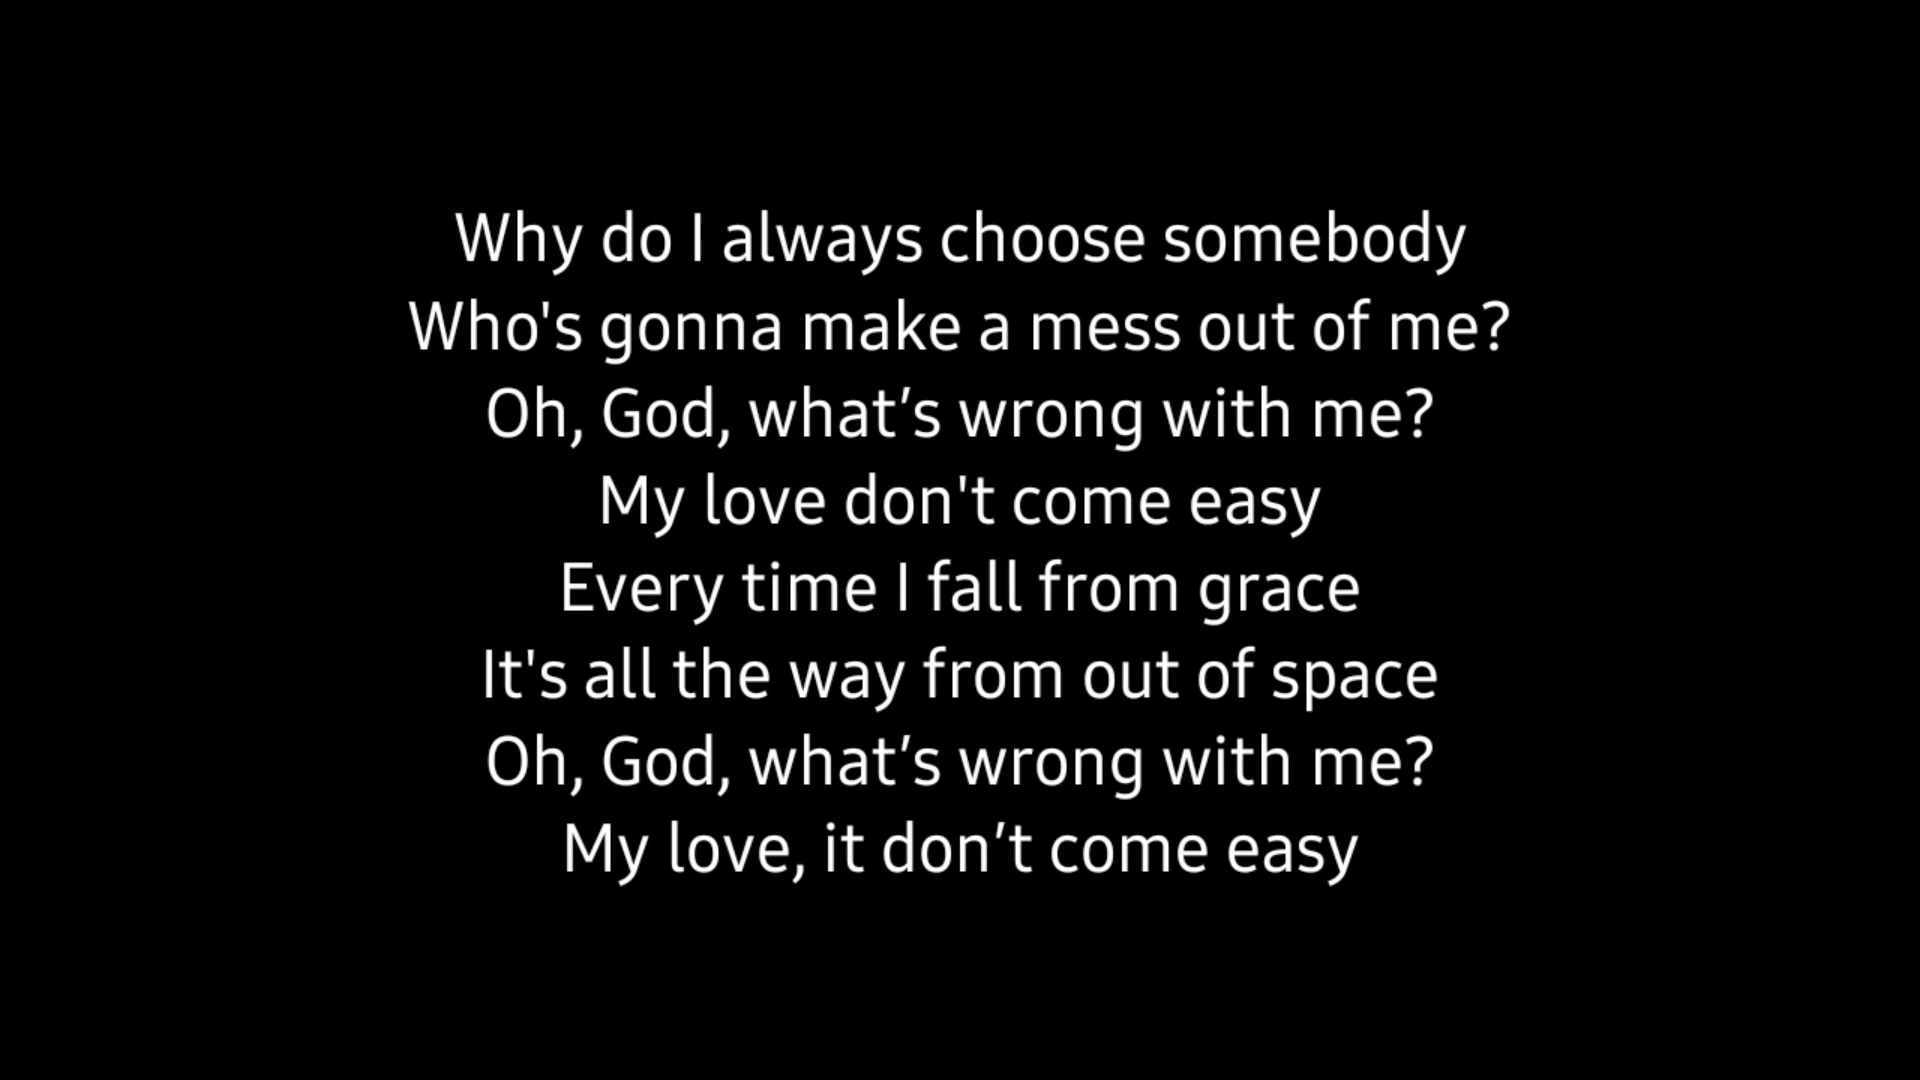 Why do I always choose somebody
Who's gonna make a mess out of me?
Oh, God, what’s wrong with me?
My love don't come easy
Every time I fall from grace
It's all the way from out of space
Oh, God, what’s wrong with me?
My love, it don’t come easy